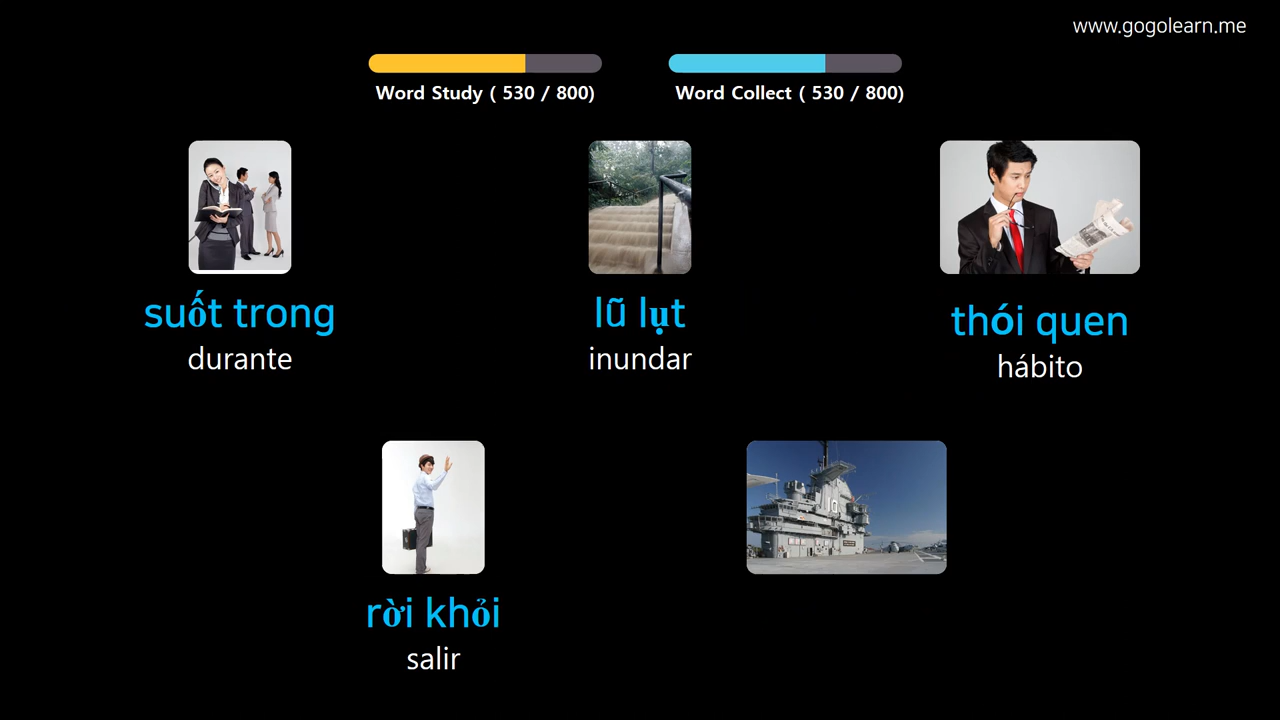 www.gogolearn.me
Word Study ( 530 / 800)
Word Collect ( 530 / 800)
suốt trong
durante
lũ lụt
inundar
thói quen
hábito
rời khỏi
salir
10